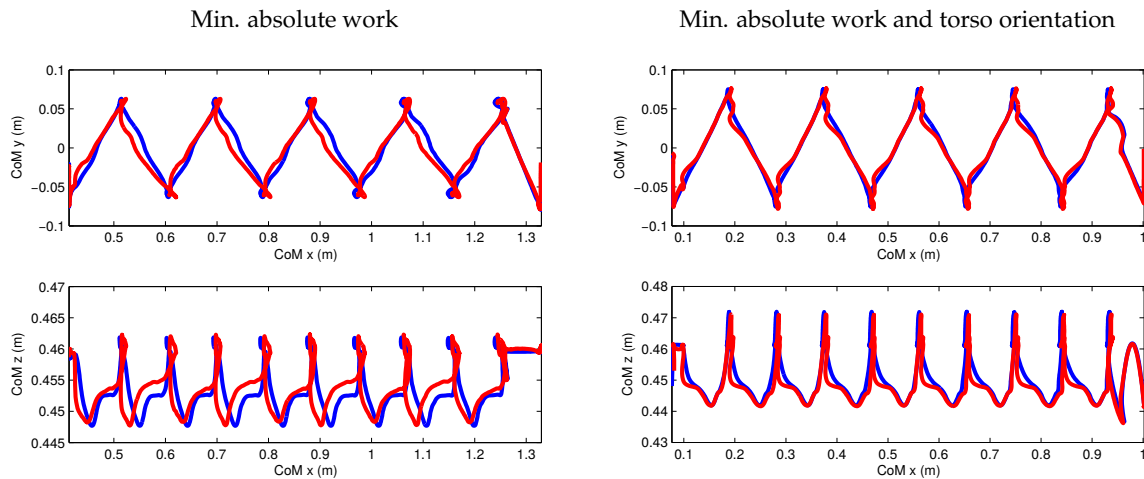 Min. absolute work
Min. absolute work and torso orientation
0.1
0.05
0
−0.05
−0.1
CoM y (m)
0.5 0.6 0.7 0.8 0.9 1 1.1 1.2 1.3
CoM x (m)
0.1
0.05
0
−0.05
−0.1
CoM y (m)
0.1 0.2 0.3 0.4 0.5 0.6 0.7 0.8 0.9 1
CoM x (m)
0.47
0.465
0.46
0.455
0.45
0.445
CoM z (m)
0.5 0.6 0.7 0.8 0.9 1 1.1 1.2 1.3
CoM x (m)
0.48
0.47
0.46
0.45
0.44
0.43
CoM z (m)
0.1 0.2 0.3 0.4 0.5 0.6 0.7 0.8 0.9 1
CoM x (m)